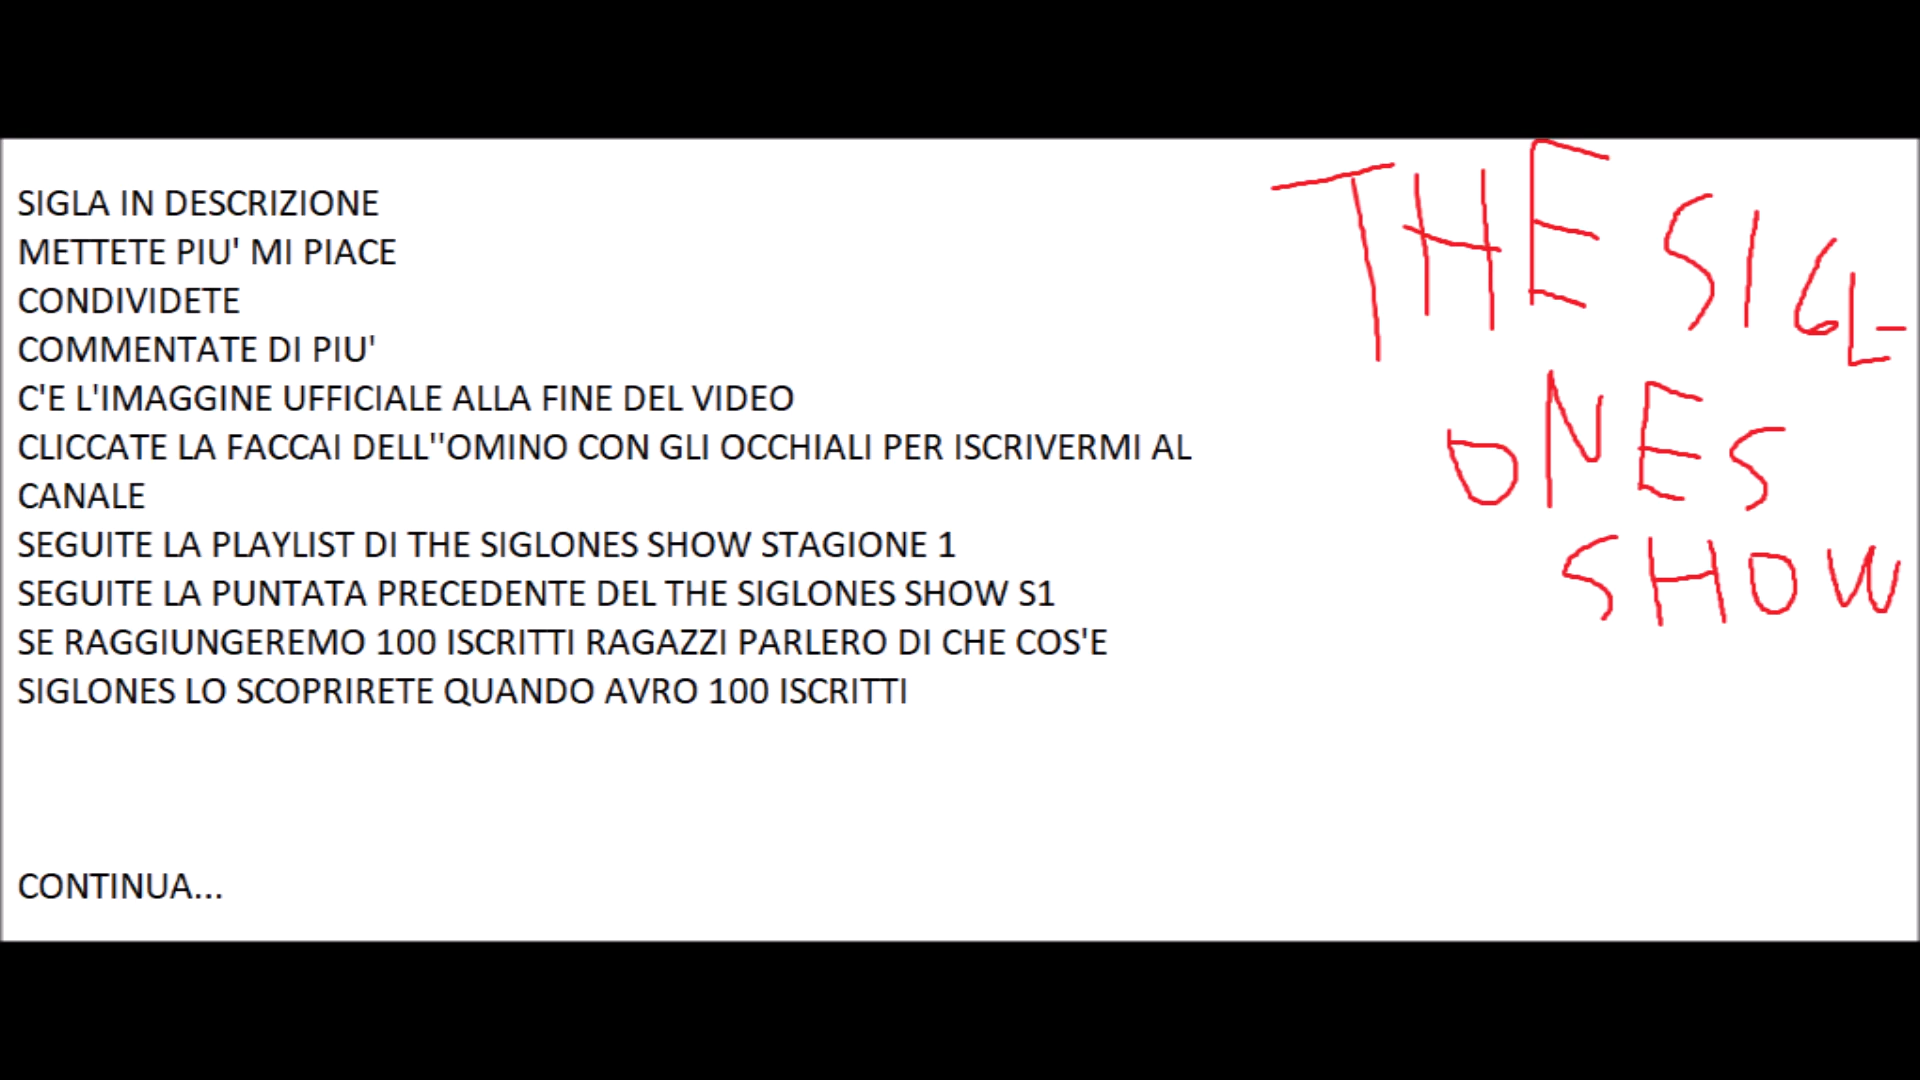 SIGLA IN DESCRIZIONE
METTETE PIU' MI PIACE
CONDIVIDETE
COMMENTATE DI PIU'
C'E L'IMAGGINE UFFICIALE ALLA FINE DEL VIDEO
CLICCATE LA FACCAI DELL''OMINO CON GLI OCCHIALI PER ISCRIVERMI AL
CANALE
SEGUITE LA PLAYLIST DI THE SIGLONES SHOW STAGIONE 1
SEGUITE LA PUNTATA PRECEDENTE DEL THE SIGLONES SHOW S1
SE RAGGIUNGEREMO 100 ISCRITTI RAGAZZI PARLERO DI CHE COS'E
SIGLONES LO SCOPRIRETE QUANDO AVRO 100 ISCRITTI
CONTINUA...
THE SIGL-
ONES
SHOW